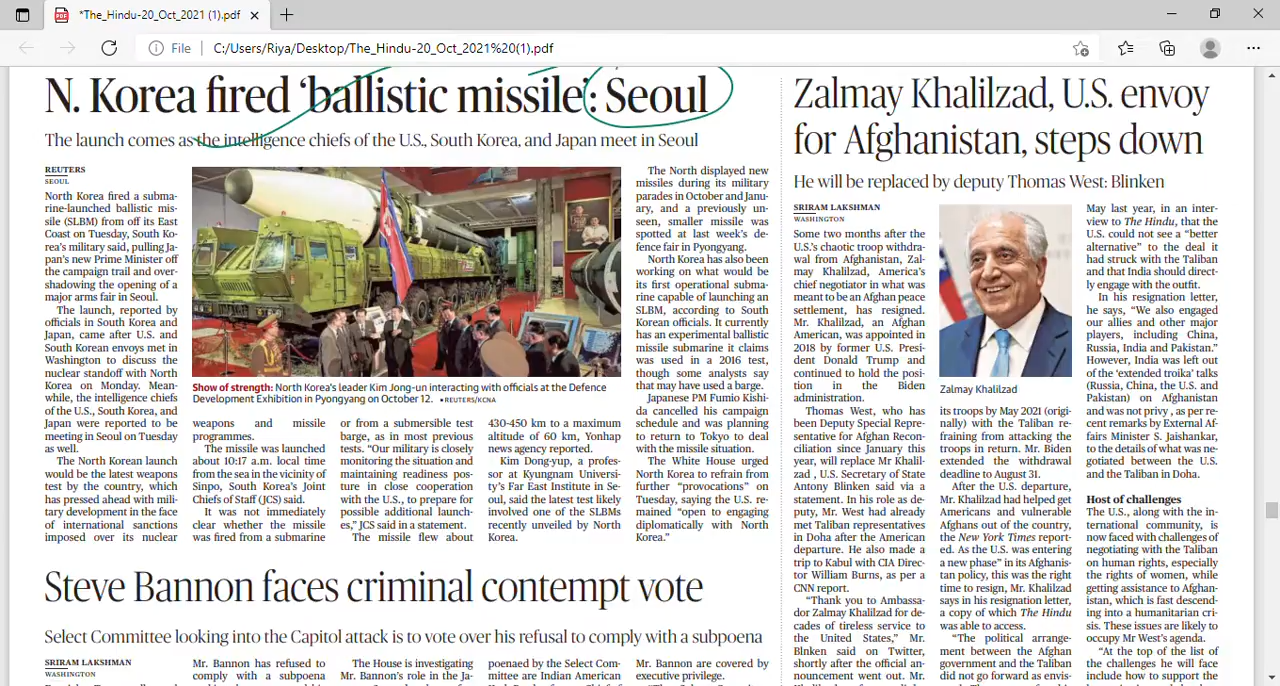 *The_Hindu-20_Oct_2021 (1).pdf
File
C:/Users/Riya/Desktop/The_Hindu-20_Oct_2021%20(1).pdf
N. Korea fired ‘ballistic missile’: Seoul
The launch comes as the intelligence chiefs of the U.S., South Korea, and Japan meet in Seoul
REUTERS
SEOUL
North Korea fired a subma-
rine-launched ballistic mis-
sile (SLBM) from off its East
Coast on Tuesday, South Ko-
rea’s military said, pulling Ja-
pan’s new Prime Minister off
the campaign trail and over-
shadowing the opening of a
major arms fair in Seoul.
The launch, reported by
officials in South Korea and
Japan, came after U.S. and
South Korean envoys met in
Washington to discuss the
nuclear standoff with North
Korea on Monday. Mean-
while, the intelligence chiefs
of the U.S., South Korea, and
Japan were reported to be
meeting in Seoul on Tuesday
as well.
The North Korean launch
would be the latest weapons
test by the country, which
has pressed ahead with mili-
tary development in the face
of international sanctions
imposed over its nuclear
Show of strength: North Korea’s leader Kim Jong-un interacting with officials at the Defence
Development Exhibition in Pyongyang on October 12. •REUTERS/KCNA
weapons and missile
programmes.
The missile was launched
about 10:17 a.m. local time
from the sea in the vicinity of
Sinpo, South Korea’s Joint
Chiefs of Staff (JCS) said.
It was not immediately
clear whether the missile
was fired from a submarine
or from a submersible test
barge, as in most previous
tests. “Our military is closely
monitoring the situation and
maintaining readiness pos-
ture in close cooperation
with the U.S., to prepare for
possible additional launch-
es,” JCS said in a statement.
The missile flew about
430-450 km to a maximum
altitude of 60 km, Yonhap
news agency reported.
Kim Dong-yup, a profes-
sor at Kyungnam Universi-
ty’s Far East Institute in Se-
oul, said the latest test likely
involved one of the SLBMs
recently unveiled by North
Korea.
The North displayed new
missiles during its military
parades in October and Janu-
ary, and a previously un-
seen, smaller missile was
spotted at last week’s de-
fence fair in Pyongyang.
North Korea has also been
working on what would be
its first operational subma-
rine capable of launching an
SLBM, according to South
Korean officials. It currently
has an experimental ballistic
missile submarine it claims
was used in a 2016 test,
though some analysts say
that may have used a barge.
Japanese PM Fumio Kishi-
da cancelled his campaign
schedule and was planning
to return to Tokyo to deal
with the missile situation.
The White House urged
North Korea to refrain from
further “provocations” on
Tuesday, saying the U.S. re-
mained “open to engaging
diplomatically with North
Korea.”
Steve Bannon faces criminal contempt vote
Select Committee looking into the Capitol attack is to vote over his refusal to comply with a subpoena
SRIRAM LAKSHMAN
WASHINGTON
Mr. Bannon has refused to
comply with a subpoena
The House is investigating
Mr. Bannon’s role in the Ja-
poenaed by the Select Com-
mittee are Indian American
Mr. Bannon are covered by
executive privilege.
Zalmay Khalilzad, U.S. envoy
for Afghanistan, steps down
He will be replaced by deputy Thomas West: Blinken
SRIRAM LAKSHMAN
WASHINGTON
Some two months after the
U.S.’s chaotic troop withdra-
wal from Afghanistan, Zal-
may Khalilzad, America’s
chief negotiator in what was
meant to be an Afghan peace
settlement, has resigned.
Mr. Khalilzad, an Afghan
American, was appointed in
2018 by former U.S. Presi-
dent Donald Trump and
continued to hold the posi-
tion in the Biden
administration.
Thomas West, who has
been Deputy Special Repre-
sentative for Afghan Recon-
ciliation since January this
year, will replace Mr Khalil-
zad , U.S. Secretary of State
Antony Blinken said via a
statement. In his role as de-
puty, Mr. West had already
met Taliban representatives
in Doha after the American
departure. He also made a
trip to Kabul with CIA Direc-
tor William Burns, as per a
CNN report.
“Thank you to Ambassa-
dor Zalmay Khalilzad for de-
cades of tireless service to
the United States,” Mr.
Blnken said on Twitter,
shortly after the official an-
nouncement went out. Mr.
Zalmay Khalilzad
its troops by May 2021 (origi-
nally) with the Taliban re-
fraining from attacking the
troops in return. Mr. Biden
extended the withdrawal
deadline to August 31.
After the U.S. departure,
Mr. Khalilzad had helped get
Americans and vulnerable
Afghans out of the country,
the New York Times report-
ed. As the U.S. was entering
a new phase” in its Afghanis-
tan policy, this was the right
time to resign, Mr. Khalilzad
says in his resignation letter,
a copy of which The Hindu
was able to access.
“The political arrange-
ment between the Afghan
government and the Taliban
did not go forward as envis-
May last year, in an inter-
view to The Hindu, that the
U.S. could not see a “better
alternative” to the deal it
had struck with the Taliban
and that India should direct-
ly engage with the outfit.
In his resignation letter,
he says, “We also engaged
our allies and other major
players, including China,
Russia, India and Pakistan.”
However, India was left out
of the ‘extended troika’ talks
(Russia, China, the U.S. and
Pakistan) on Afghanistan
and was not privy , as per re-
cent remarks by External Af-
fairs Minister S. Jaishankar,
to the details of what was ne-
gotiated between the U.S.
and the Taliban in Doha.
Host of challenges
The U.S., along with the in-
ternational community, is
now faced with challenges of
negotiating with the Taliban
on human rights, especially
the rights of women, while
getting assistance to Afghan-
istan, which is fast descend-
ing into a humanitarian cri-
sis. These issues are likely to
occupy Mr West’s agenda.
“At the top of the list of
the challenges he will face
include how to support the